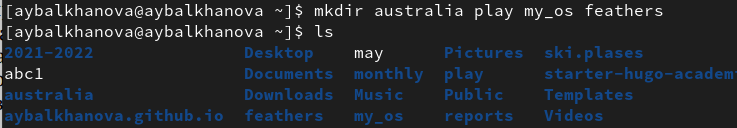 [aybalkhanova@aybalkhanova ~]$ mkdir australia play my_os feathers
[aybalkhanova@aybalkhanova ~]$ ls
2021-2022 Desktop may Pictures ski.plases
abc1 Documents monthly play starter-hugo-academ
australia Downloads Music Public Templates
aybalkhanova.github.io feathers my_os reports Videos